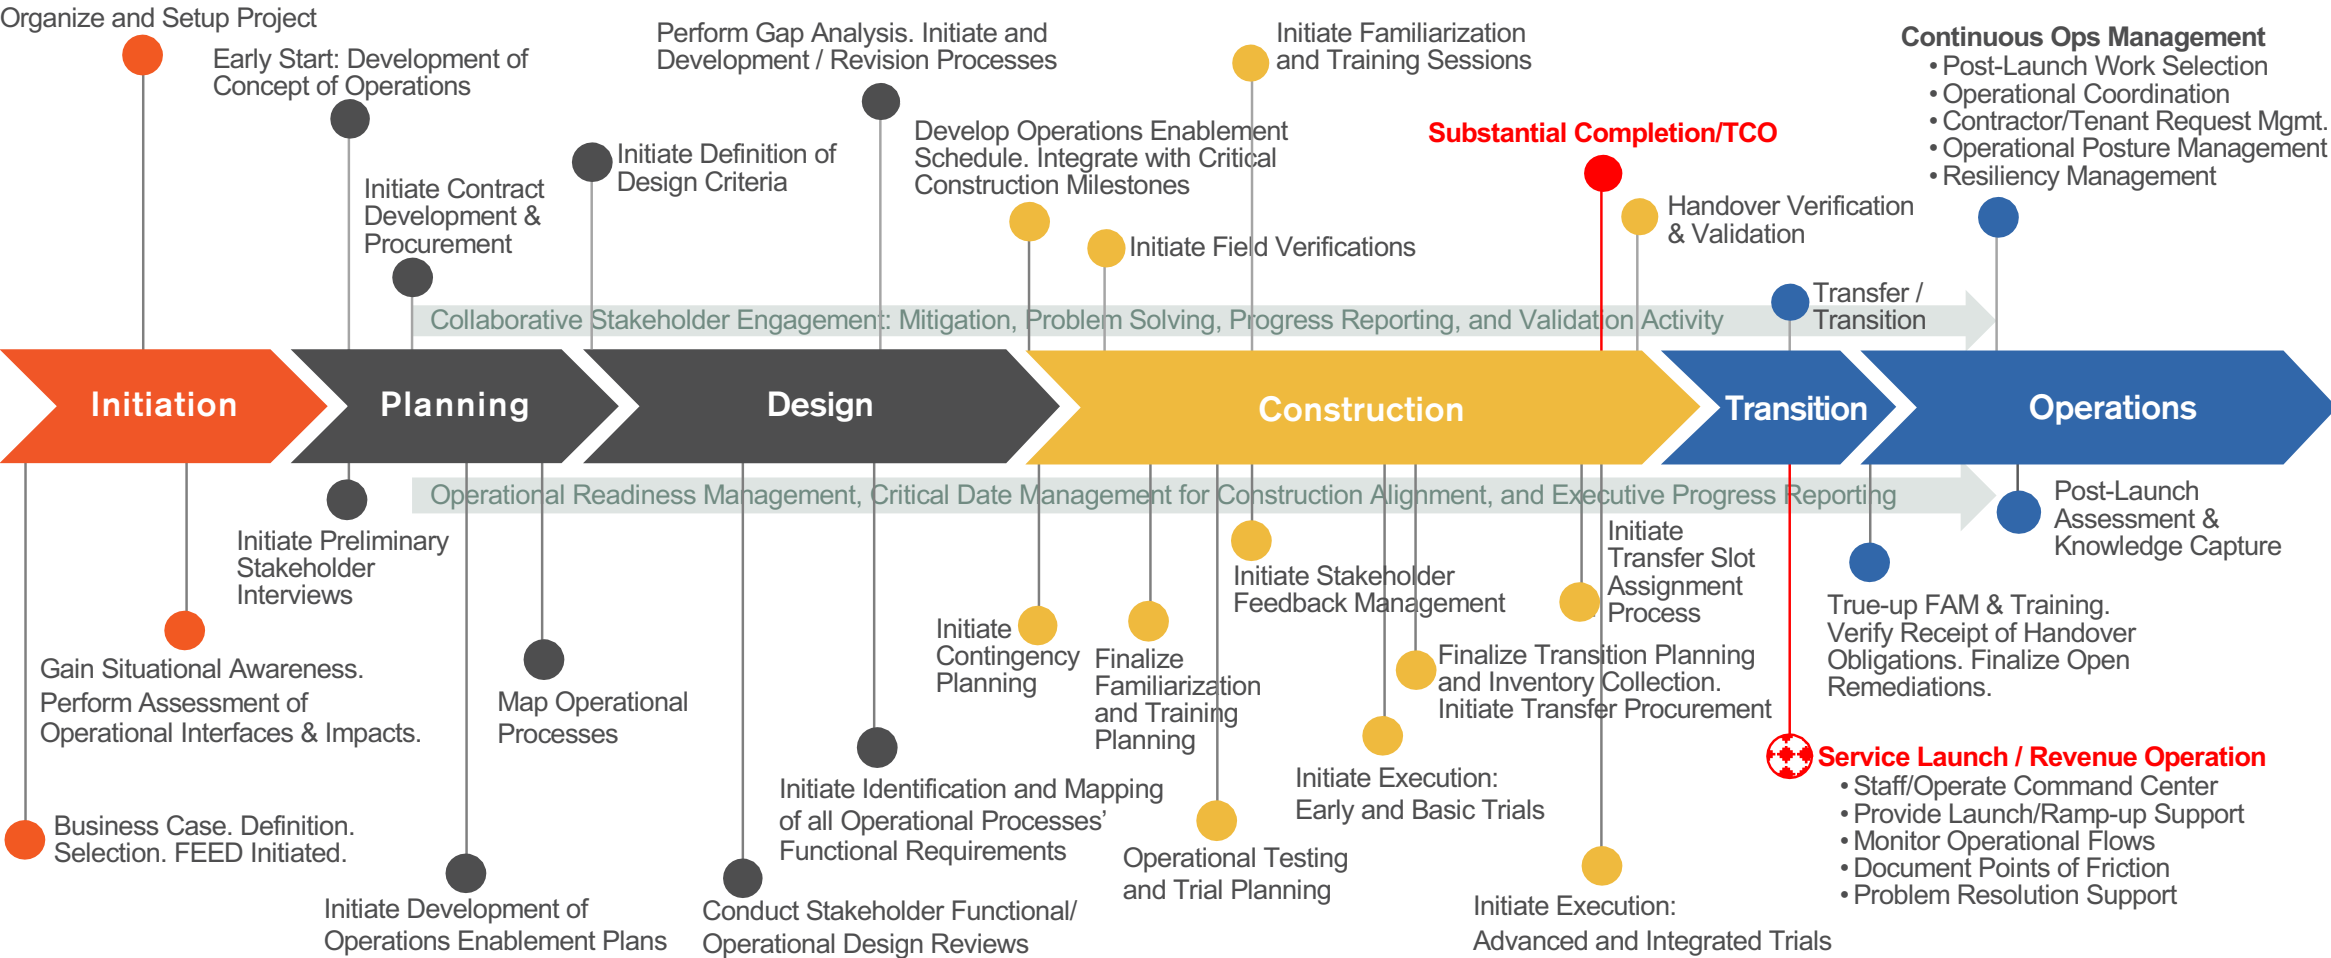 Organize and Setup Project
Early Start: Development of
Concept of Operations
Initiate Contract
Development &
Procurement
Initiate Definition of
Design Criteria
Perform Gap Analysis. Initiate and
Development / Revision Processes
Develop Operations Enablement
Schedule. Integrate with Critical
Construction Milestones
Initiate Field Verifications
Initiate Familiarization
and Training Sessions
Substantial Completion/TCO
Handover Verification
& Validation
Transfer /
Transition
Continuous Ops Management
• Post-Launch Work Selection
• Operational Coordination
• Contractor/Tenant Request Mgmt.
• Operational Posture Management
• Resiliency Management
Collaborative Stakeholder Engagement: Mitigation, Problem Solving, Progress Reporting, and Validation Activity
Initiation
Planning
Design
Construction
Transition
Operations
Operational Readiness Management, Critical Date Management for Construction Alignment, and Executive Progress Reporting
Business Case. Definition.
Selection. FEED Initiated.
Gain Situational Awareness.
Perform Assessment of
Operational Interfaces & Impacts.
Initiate Preliminary
Stakeholder
Interviews
Initiate Development of
Operations Enablement Plans
Map Operational
Processes
Conduct Stakeholder Functional/
Operational Design Reviews
Initiate Identification and Mapping
of all Operational Processes’
Functional Requirements
Initiate
Contingency
Planning
Finalize
Familiarization
and Training
Planning
Operational Testing
and Trial Planning
Initiate Stakeholder
Feedback Management
Initiate Execution:
Early and Basic Trials
Finalize Transition Planning
and Inventory Collection.
Initiate Transfer Procurement
Initiate
Transfer Slot
Assignment
Process
Initiate Execution:
Advanced and Integrated Trials
Service Launch / Revenue Operation
• Staff/Operate Command Center
• Provide Launch/Ramp-up Support
• Monitor Operational Flows
• Document Points of Friction
• Problem Resolution Support
True-up FAM & Training.
Verify Receipt of Handover
Obligations. Finalize Open
Remediations.
Post-Launch
Assessment &
Knowledge Capture